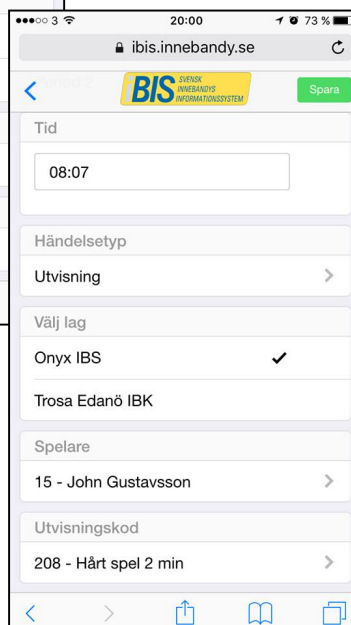 3 20:00 73 %
ibis.innebandy.se
BIS SVENSK
INNEBANDYS
INFORMATIONSSYSTEM
Spara
Tid
08:07
Händelsetyp
Utvisning
Välj lag
Onyx IBS
Trosa Edanö IBK
Spelare
15 - John Gustavsson
Utvisningskod
208 - Hårt spel 2 min